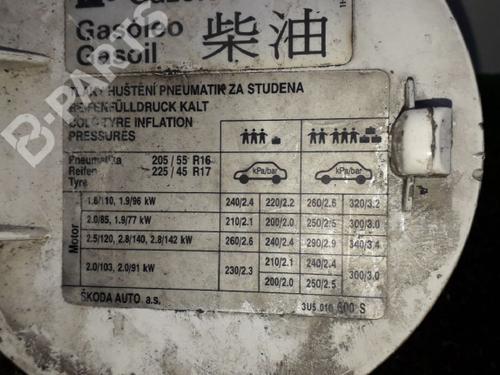 Gasóleo
Gasoil 柴油
B-PARTS
TLAKY HUŠTĚNÍ PNEUMATIK ZA STUDENA
REIFENFÜLLDRUCK KALT
COLD TYRE INFLATION
PRESSURES
Pneumatika 205 / 55 R16
Reifen 225 / 45 R17
Tyre
kPa/bar kPa/bar
Motor
1.8/110, 1.9/96 kW 240/2.4 220/2.2 260/2.6 320/3.2
2.0/85, 1.9/77 kW 210/2.1 200/2.0 250/2.5 300/3.0
2.5/120, 2.8/140, 2.8/142 kW 260/2.6 240/2.4 290/2.9 340/3.4
2.0/103, 2.0/91 kW 230/2.3 210/2.1 240/2.4 300/3.0
200/2.0 250/2.5
ŠKODA AUTO a.s. 3U5 010 600 S